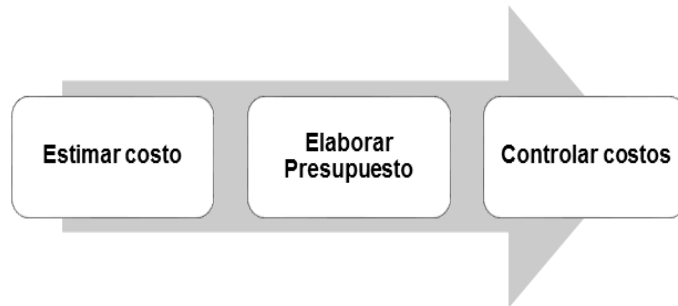 Estimar costo
Elaborar
Presupuesto
Controlar costos